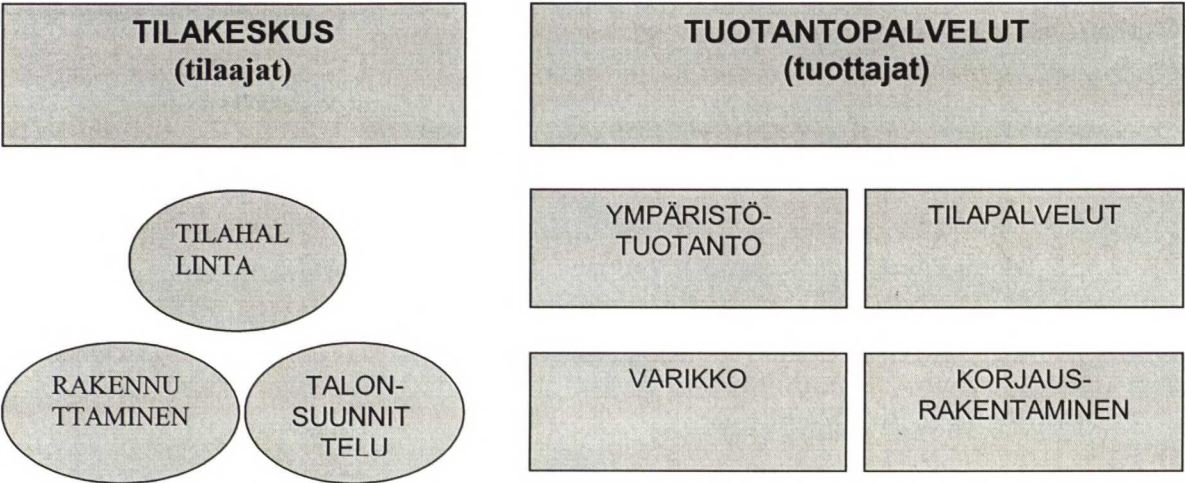 TILAKESKUS
(tilaajat)
TILAHAL
LINTA
RAKENNU
TTAMINEN
TALON-
SUUNNIT
TELU
TUOTANTOPALVELUT
(tuottajat)
YMPÄRISTÖ-
TUOTANTO
TILAPALVELUT
VARIKKO
KORJAUS-
RAKENTAMINEN